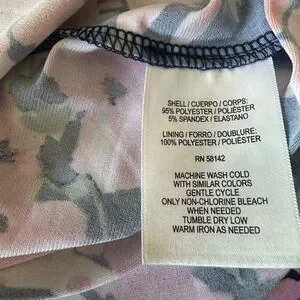 SHELL / CUERPO / CORPS:
95% POLYESTER / POLIÉSTER
5% SPANDEX / ELASTANO
LINING / FORRO / DOUBLURE:
100% POLYESTER / POLIÉSTER
RN 58142
MACHINE WASH COLD
WITH SIMILAR COLORS
GENTLE CYCLE
ONLY NON-CHLORINE BLEACH
WHEN NEEDED
TUMBLE DRY LOW
WARM IRON AS NEEDED